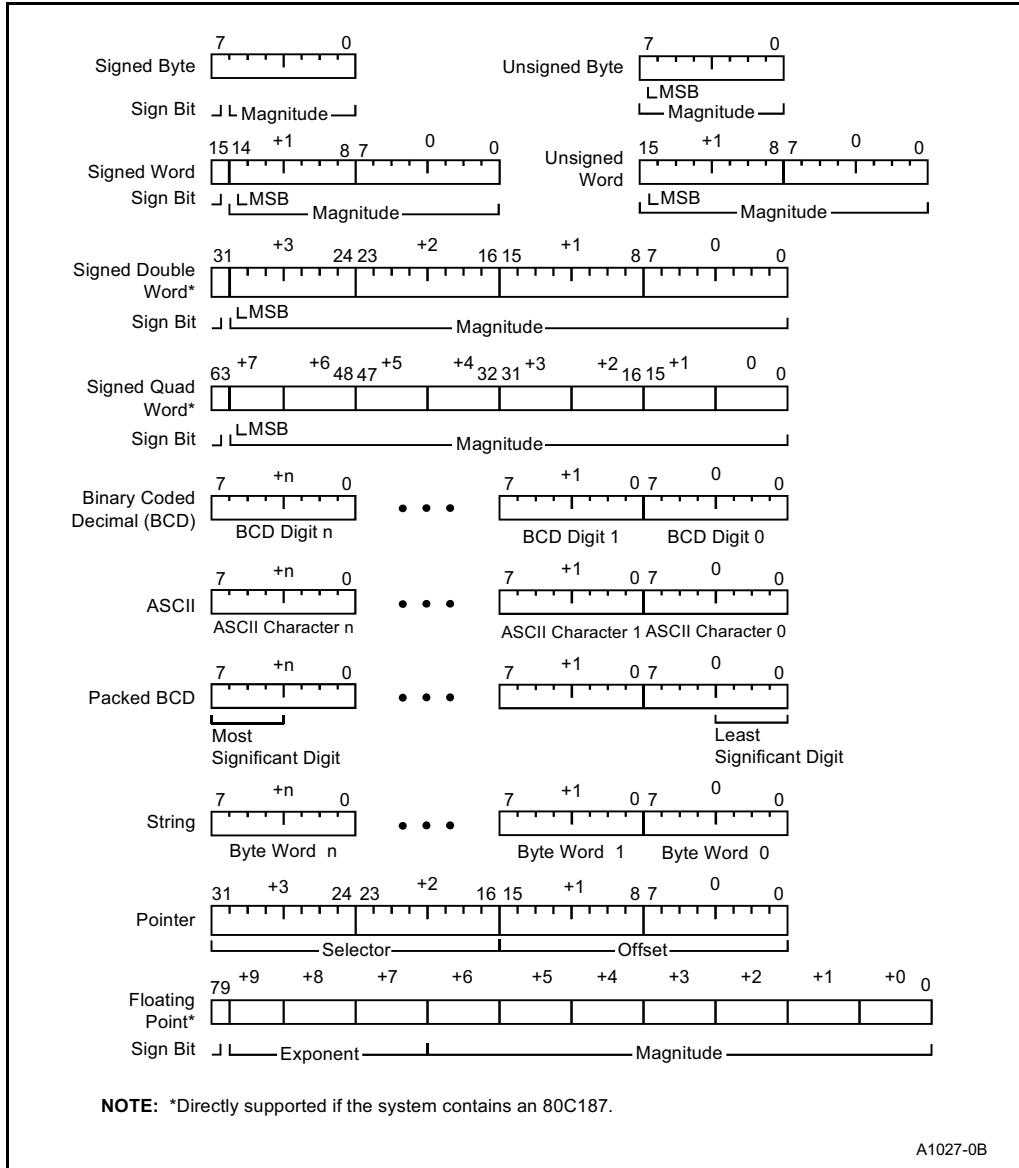 7 0
Signed Byte
Sign Bit Magnitude
7 0
Unsigned Byte
MSB
Magnitude
15 14 +1 8 7 0 0
Signed Word
Sign Bit MSB
Magnitude
15 +1 8 7 0 0
Unsigned
Word
MSB
Magnitude
31 +3 24 23 +2 16 15 +1 8 7 0 0
Signed Double
Word*
Sign Bit MSB
Magnitude
63 +7 +6 48 47 +5 +4 32 31 +3 +2 16 15 +1 0 0
Signed Quad
Word*
Sign Bit MSB
Magnitude
7 +n 0 7 +1 0 7 0 0
Binary Coded
Decimal (BCD)
BCD Digit n BCD Digit 1 BCD Digit 0
7 +n 0 7 +1 0 7 0 0
ASCII
ASCII Character n ASCII Character 1 ASCII Character 0
7 +n 0 7 +1 0 7 0 0
Packed BCD
Most
Significant Digit
Least
Significant Digit
7 +n 0 7 +1 0 7 0 0
String
Byte Word n Byte Word 1 Byte Word 0
31 +3 24 23 +2 16 15 +1 8 7 0 0
Pointer
Selector Offset
79 +9 +8 +7 +6 +5 +4 +3 +2 +1 +0 0
Floating
Point*
Sign Bit Exponent Magnitude
NOTE: *Directly supported if the system contains an 80C187.
A1027-0B